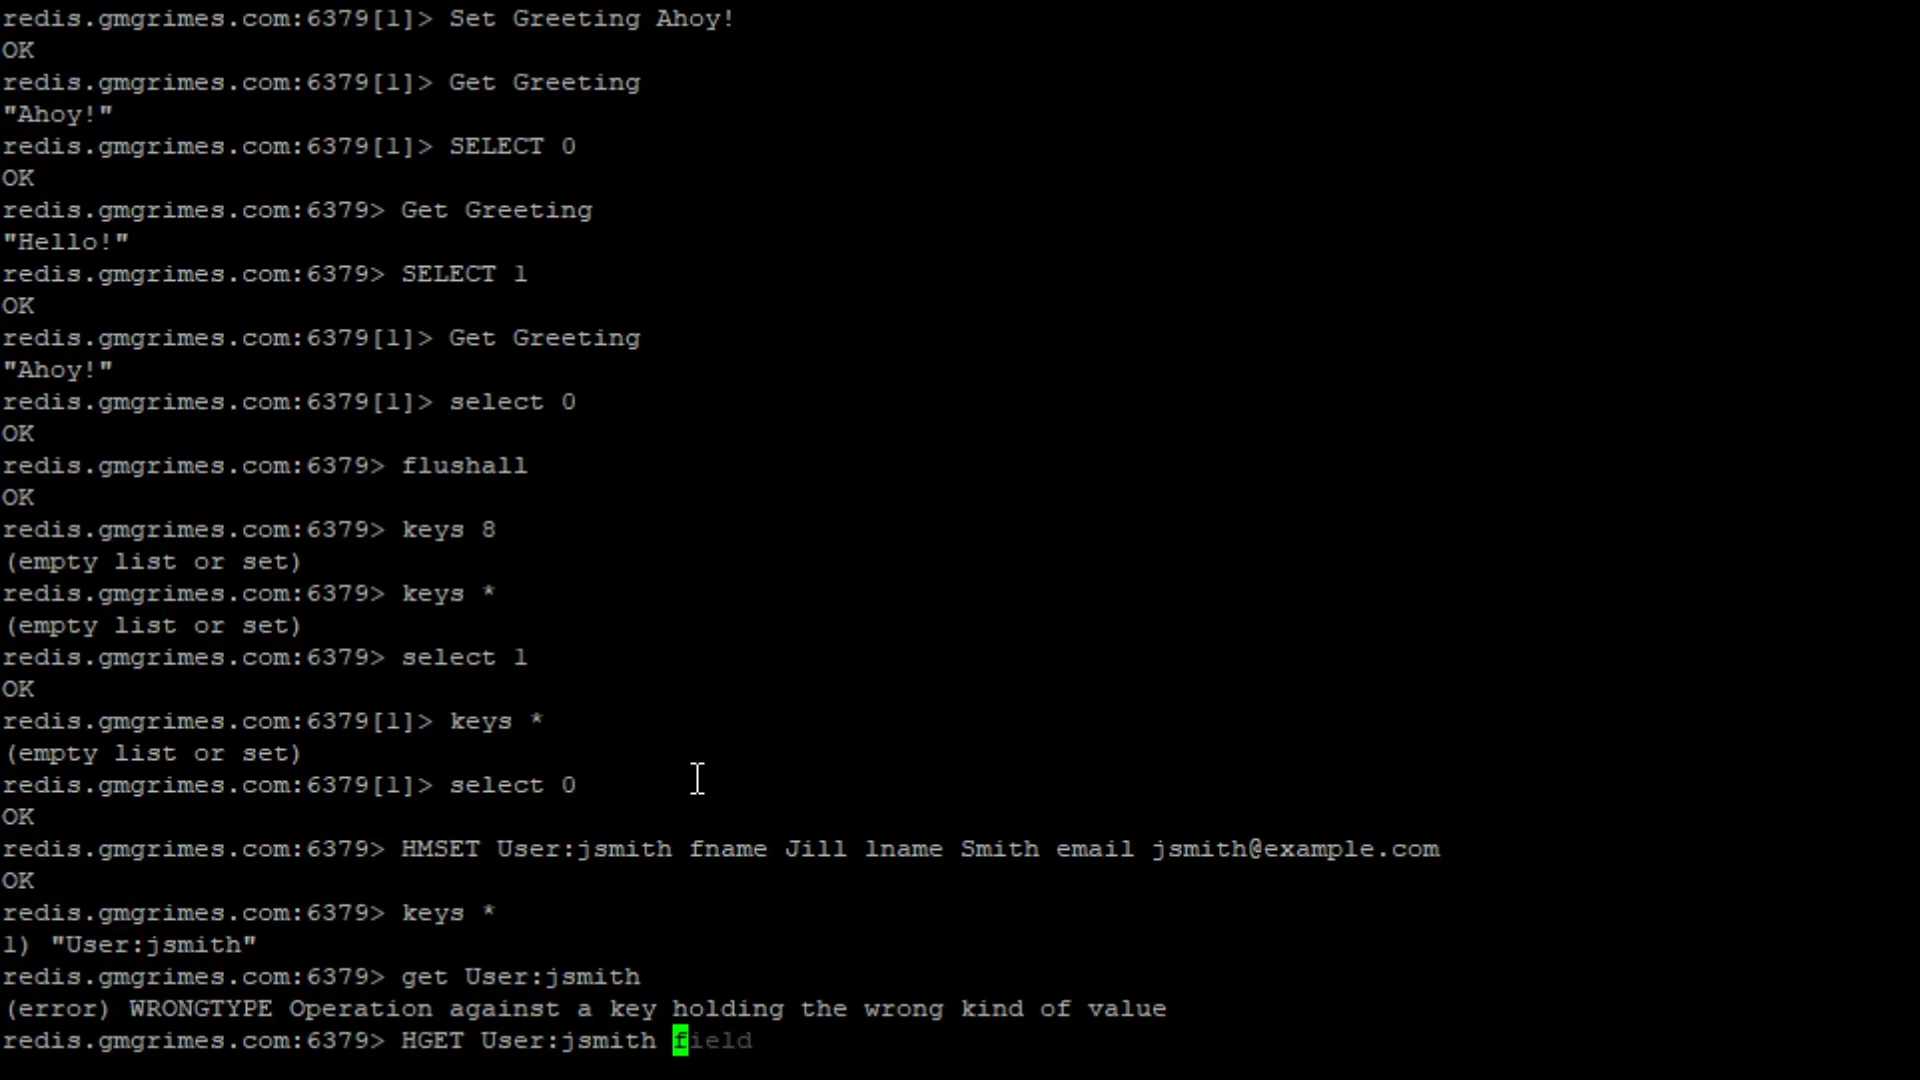 redis.gmgrimes.com:6379[1]> Set Greeting Ahoy!
OK
redis.gmgrimes.com:6379[1]> Get Greeting
"Ahoy!"
redis.gmgrimes.com:6379[1]> SELECT 0
OK
redis.gmgrimes.com:6379> Get Greeting
"Hello!"
redis.gmgrimes.com:6379> SELECT 1
OK
redis.gmgrimes.com:6379[1]> Get Greeting
"Ahoy!"
redis.gmgrimes.com:6379[1]> select 0
OK
redis.gmgrimes.com:6379> flushall
OK
redis.gmgrimes.com:6379> keys 8
(empty list or set)
redis.gmgrimes.com:6379> keys *
(empty list or set)
redis.gmgrimes.com:6379> select 1
OK
redis.gmgrimes.com:6379[1]> keys *
(empty list or set)
redis.gmgrimes.com:6379[1]> select 0
OK
redis.gmgrimes.com:6379> HMSET User:jsmith fname Jill lname Smith email jsmith@example.com
OK
redis.gmgrimes.com:6379> keys *
1) "User:jsmith"
redis.gmgrimes.com:6379> get User:jsmith
(error) WRONGTYPE Operation against a key holding the wrong kind of value
redis.gmgrimes.com:6379> HGET User:jsmith field